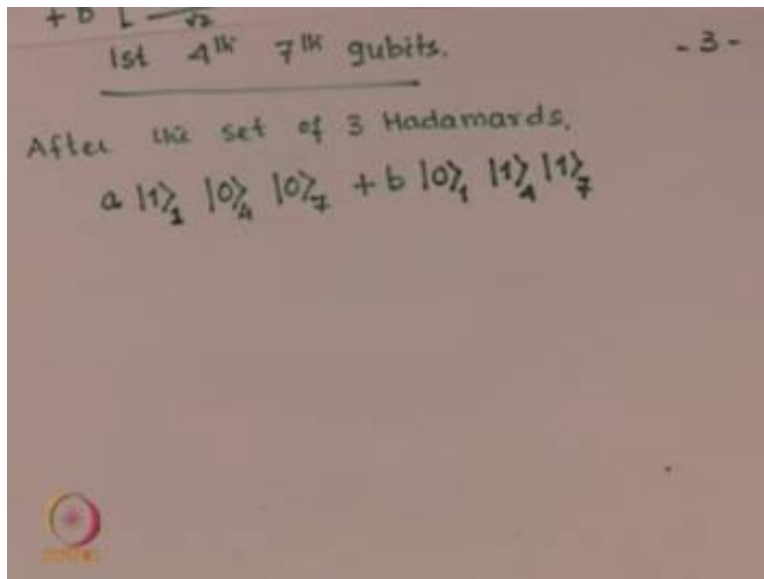 + b [ —/√2
1st 4th 7th qubits. - 3 -
After the set of 3 Hadamards.
a |1⟩₁ |0⟩₄ |0⟩₇ + b |0⟩₁ |1⟩₄ |1⟩₇